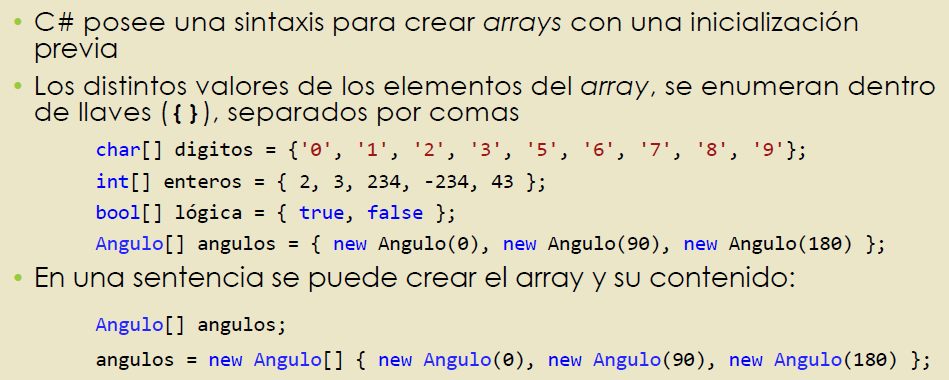 • C# posee una sintaxis para crear arrays con una inicialización
previa
• Los distintos valores de los elementos del array, se enumeran dentro
de llaves ({}), separados por comas
char[] digitos = {'0', '1', '2', '3', '5', '6', '7', '8', '9'};
int[] enteros = { 2, 3, 234, -234, 43 };
bool[] lógica = { true, false };
Angulo[] angulos = { new Angulo(0), new Angulo(90), new Angulo(180) };
• En una sentencia se puede crear el array y su contenido:
Angulo[] angulos;
angulos = new Angulo[] { new Angulo(0), new Angulo(90), new Angulo(180) };